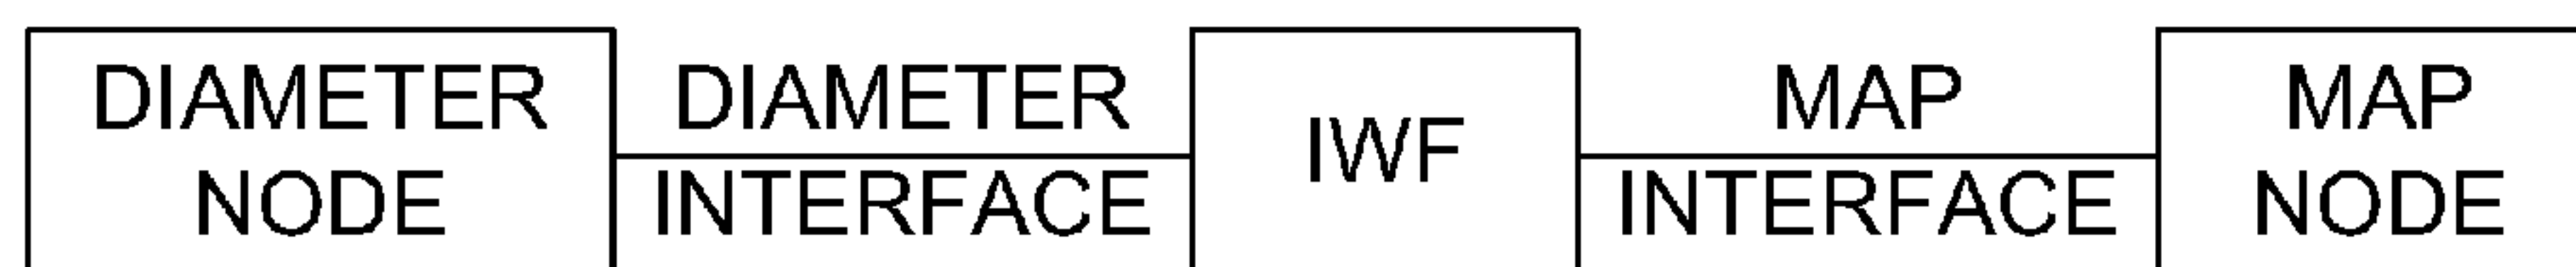 DIAMETER
NODE
DIAMETER
INTERFACE
IWF
MAP
INTERFACE
MAP
NODE